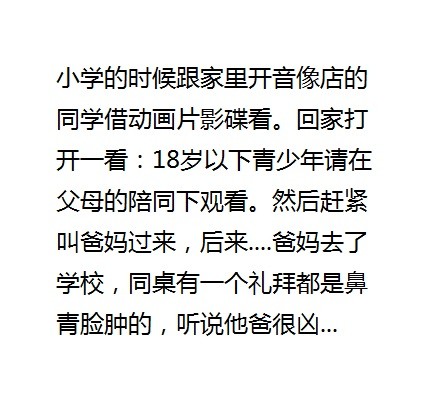 小学的时候跟家里开音像店的
同学借动画片影碟看。回家打
开一看：18岁以下青少年请在
父母的陪同下观看。然后赶紧
叫爸妈过来，后来....爸妈去了
学校，同桌有一个礼拜都是鼻
青脸肿的，听说他爸很凶...